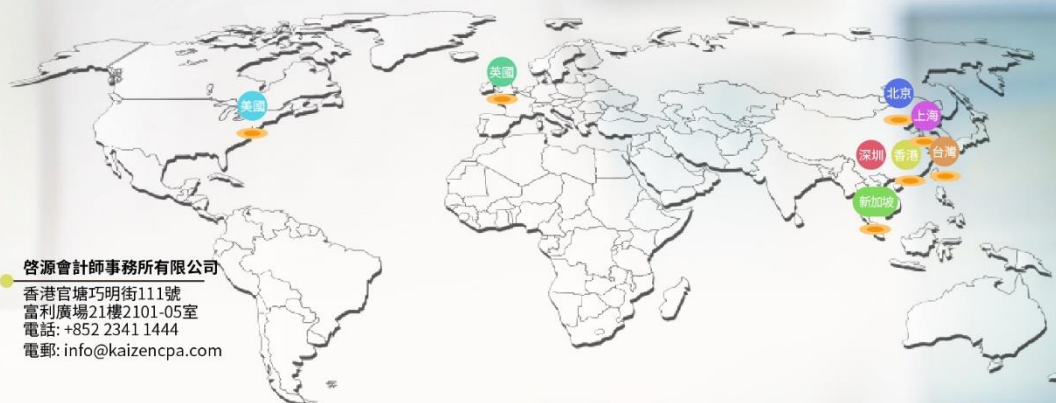 英國
美國
北京
上海
深圳
香港
台灣
新加坡
啓源會計師事務所有限公司
香港官塘巧明街111號
富利廣場21樓2101-05室
電話: +852 2341 1444
電郵: info@kaizencpa.com